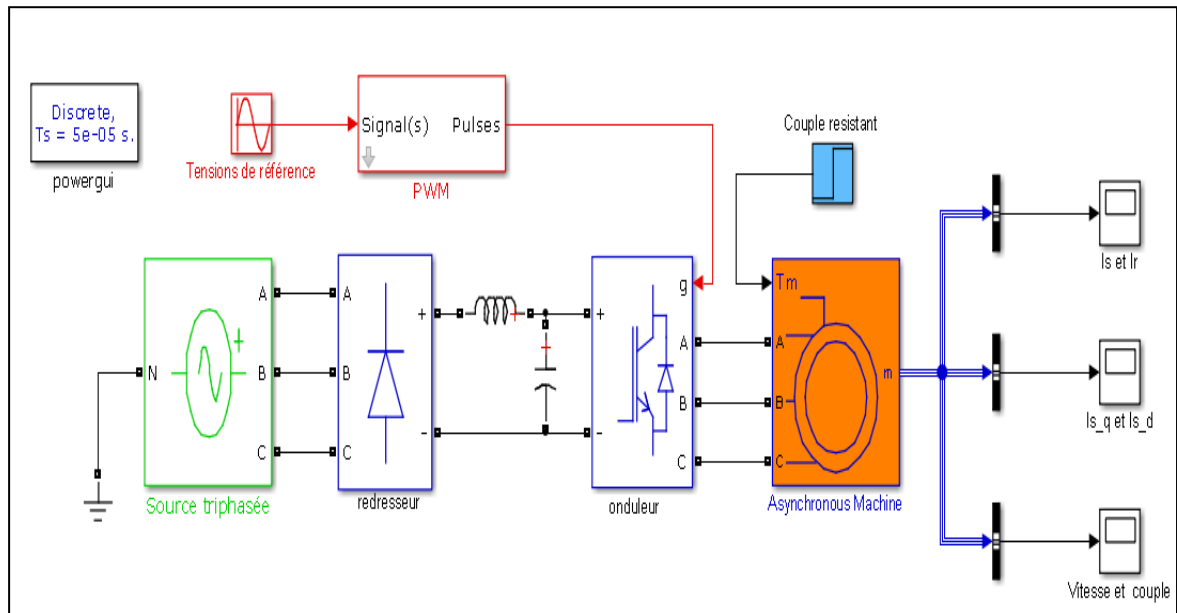 Discrete,
Ts = 5e-05 s.
powergui
Tensions de référence
Signal(s) Pulses
PWM
Couple resistant
N
A
B
C
+
Source triphasée
A
B
C
+
-
redresseur
+
+
+
-
g
A
B
C
onduleur
Tm
A
B
C
m
Asynchronous Machine
Is et Ir
Is_q et Is_d
Vitesse et couple